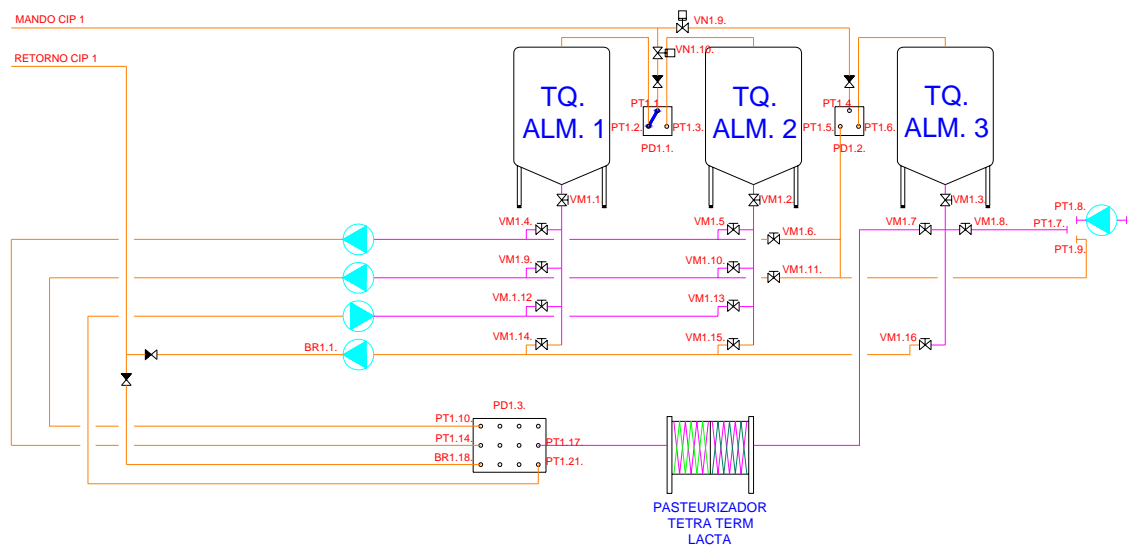 MANDO CIP 1
VN1.9.
RETORNO CIP 1
VN1.10.
TQ.
ALM. 1
TQ.
ALM. 2
TQ.
ALM. 3
PT1.1.
PT1.2.
PT1.3.
PD1.1.
PT1.4.
PT1.5.
PT1.6.
PD1.2.
VM1.1.
VM1.2.
VM1.3.
VM1.4.
VM1.5.
VM1.6.
VM1.7
VM1.8.
PT1.8.
PT1.7.
PT1.9.
VM1.9.
VM1.10.
VM1.11.
VM.1.12
VM1.13
VM1.14.
VM1.15.
VM1.16
BR1.1.
PD1.3.
PT1.10.
PT1.14.
PT1.17.
BR1.18.
PT1.21.
PASTEURIZADOR
TETRA TERM
LACTA